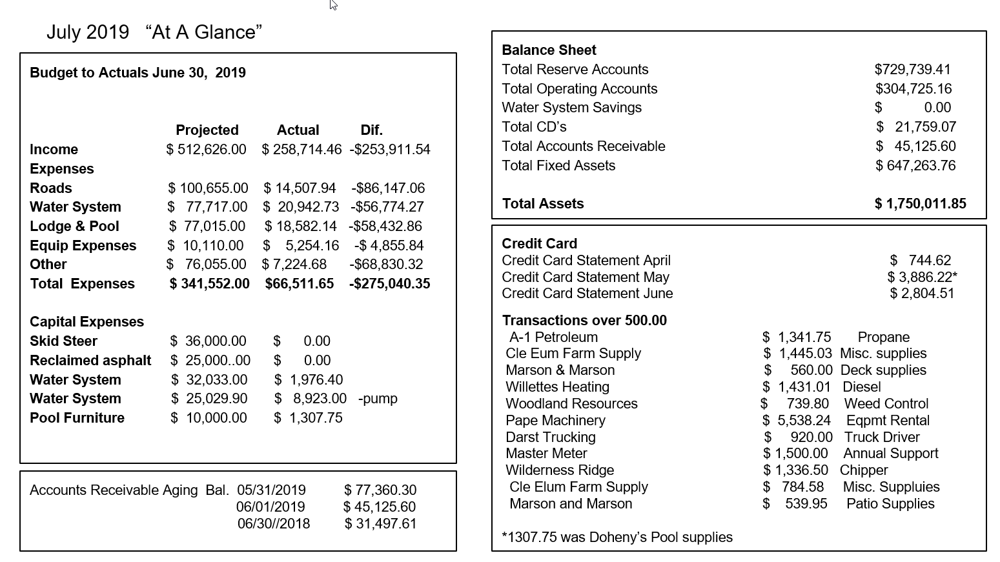 July 2019 “At A Glance”
Budget to Actuals June 30, 2019
Projected Actual Dif.
Income $ 512,626.00 $ 258,714.46 -$253,911.54
Expenses
Roads $ 100,655.00 $ 14,507.94 -$86,147.06
Water System $ 77,717.00 $ 20,942.73 -$56,774.27
Lodge & Pool $ 77,015.00 $ 18,582.14 -$58,432.86
Equip Expenses $ 10,110.00 $ 5,254.16 -$ 4,855.84
Other $ 76,055.00 $ 7,224.68 -$68,830.32
Total Expenses $ 341,552.00 $66,511.65 -$275,040.35
Capital Expenses
Skid Steer $ 36,000.00 $ 0.00
Reclaimed asphalt $ 25,000..00 $ 0.00
Water System $ 32,033.00 $ 1,976.40
Water System $ 25,029.90 $ 8,923.00 -pump
Pool Furniture $ 10,000.00 $ 1,307.75
Accounts Receivable Aging Bal. 05/31/2019 $ 77,360.30
06/01/2019 $ 45,125.60
06/30//2018 $ 31,497.61
Balance Sheet
Total Reserve Accounts $729,739.41
Total Operating Accounts $304,725.16
Water System Savings $ 0.00
Total CD’s $ 21,759.07
Total Accounts Receivable $ 45,125.60
Total Fixed Assets $ 647,263.76
Total Assets $ 1,750,011.85
Credit Card
Credit Card Statement April $ 744.62
Credit Card Statement May $ 3,886.22*
Credit Card Statement June $ 2,804.51
Transactions over 500.00
A-1 Petroleum $ 1,341.75 Propane
Cle Eum Farm Supply $ 1,445.03 Misc. supplies
Marson & Marson $ 560.00 Deck supplies
Willettes Heating $ 1,431.01 Diesel
Woodland Resources $ 739.80 Weed Control
Pape Machinery $ 5,538.24 Eqpmt Rental
Darst Trucking $ 920.00 Truck Driver
Master Meter $ 1,500.00 Annual Support
Wilderness Ridge $ 1,336.50 Chipper
Cle Elum Farm Supply $ 784.58 Misc. Suppluies
Marson and Marson $ 539.95 Patio Supplies
*1307.75 was Doheny’s Pool supplies